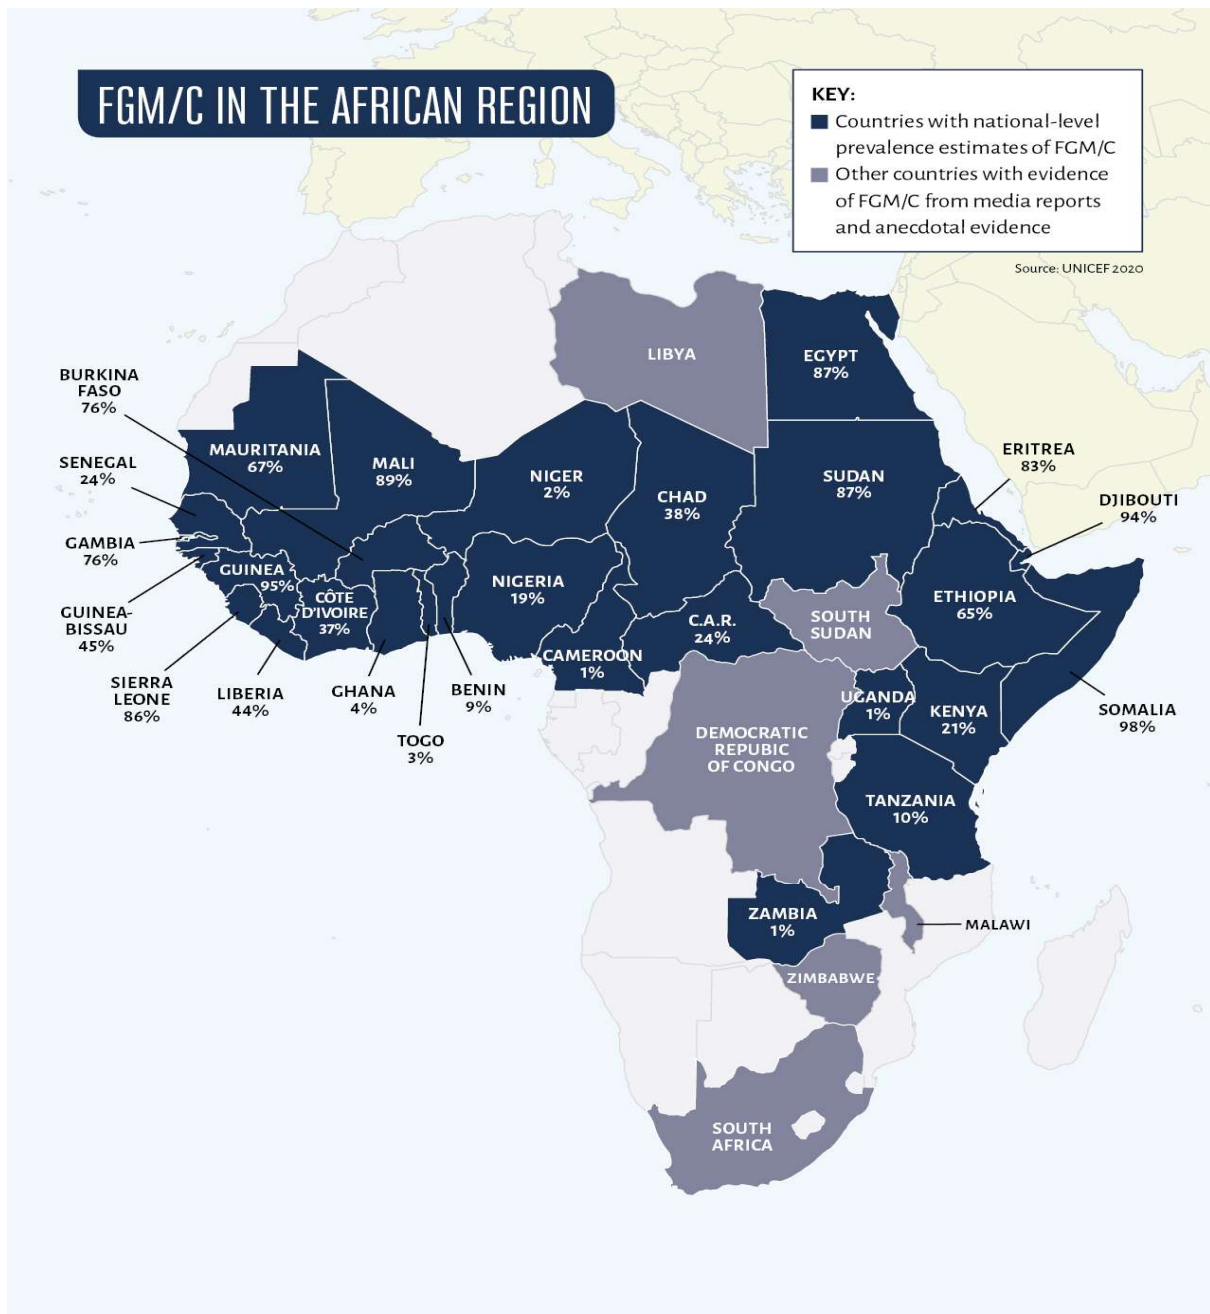 FGM/C IN THE AFRICAN REGION
KEY:
Countries with national-level
prevalence estimates of FGM/C
Other countries with evidence
of FGM/C from media reports
and anecdotal evidence
Source: UNICEF 2020
LIBYA
EGYPT
87%
BURKINA
FASO
76%
MAURITANIA
67%
MALI
89%
NIGER
2%
CHAD
38%
SUDAN
87%
ERITREA
83%
DJIBOUTI
94%
SENEGAL
24%
GAMBIA
76%
GUINEA-
BISSAU
45%
GUINEA
95%
CÔTE
D'IVOIRE
37%
NIGERIA
19%
C.A.R.
24%
SOUTH
SUDAN
ETHIOPIA
65%
SIERRA
LEONE
86%
LIBERIA
44%
GHANA
4%
TOGO
3%
BENIN
9%
CAMEROON
1%
UGANDA
1%
KENYA
21%
SOMALIA
98%
DEMOCRATIC
REPUBIC
OF CONGO
TANZANIA
10%
ZAMBIA
1%
MALAWI
ZIMBABWE
SOUTH
AFRICA